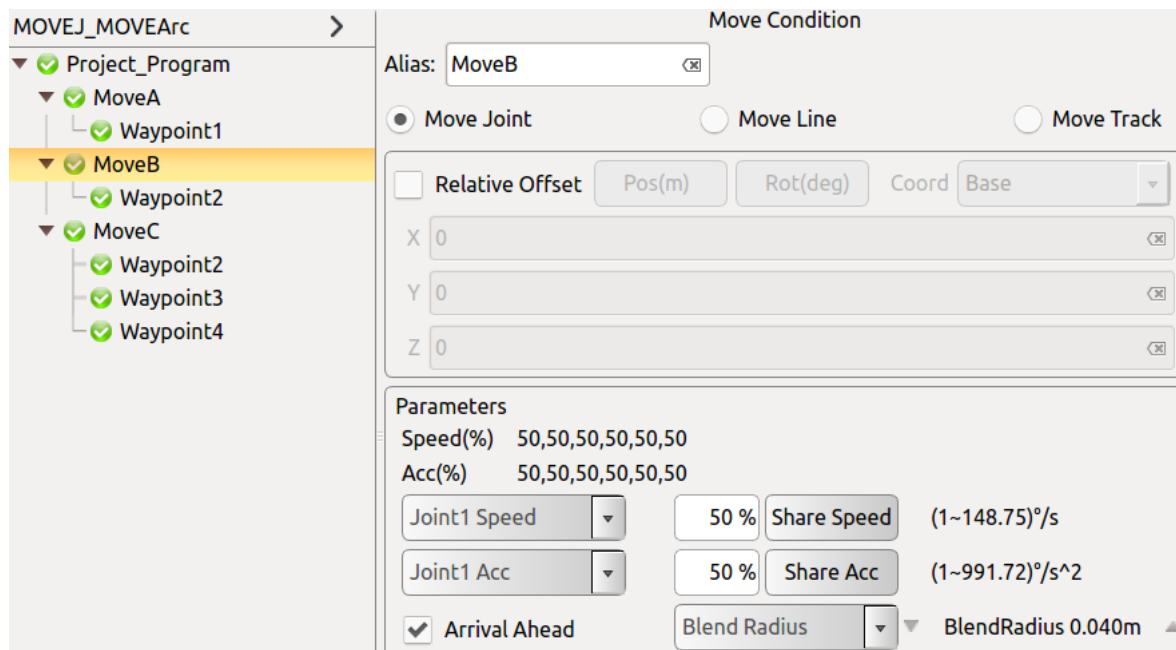 MOVEJ_MOVEArc
Project_Program
MoveA
Waypoint1
MoveB
Waypoint2
MoveC
Waypoint2
Waypoint3
Waypoint4
Move Condition
Alias: MoveB
Move Joint Move Line Move Track
Relative Offset Pos(m) Rot(deg) Coord Base
X 0
Y 0
Z 0
Parameters
Speed(%) 50,50,50,50,50,50
Acc(%) 50,50,50,50,50,50
Joint1 Speed 50 % Share Speed (1~148.75)°/s
Joint1 Acc 50 % Share Acc (1~991.72)°/s^2
Arrival Ahead Blend Radius BlendRadius 0.040m